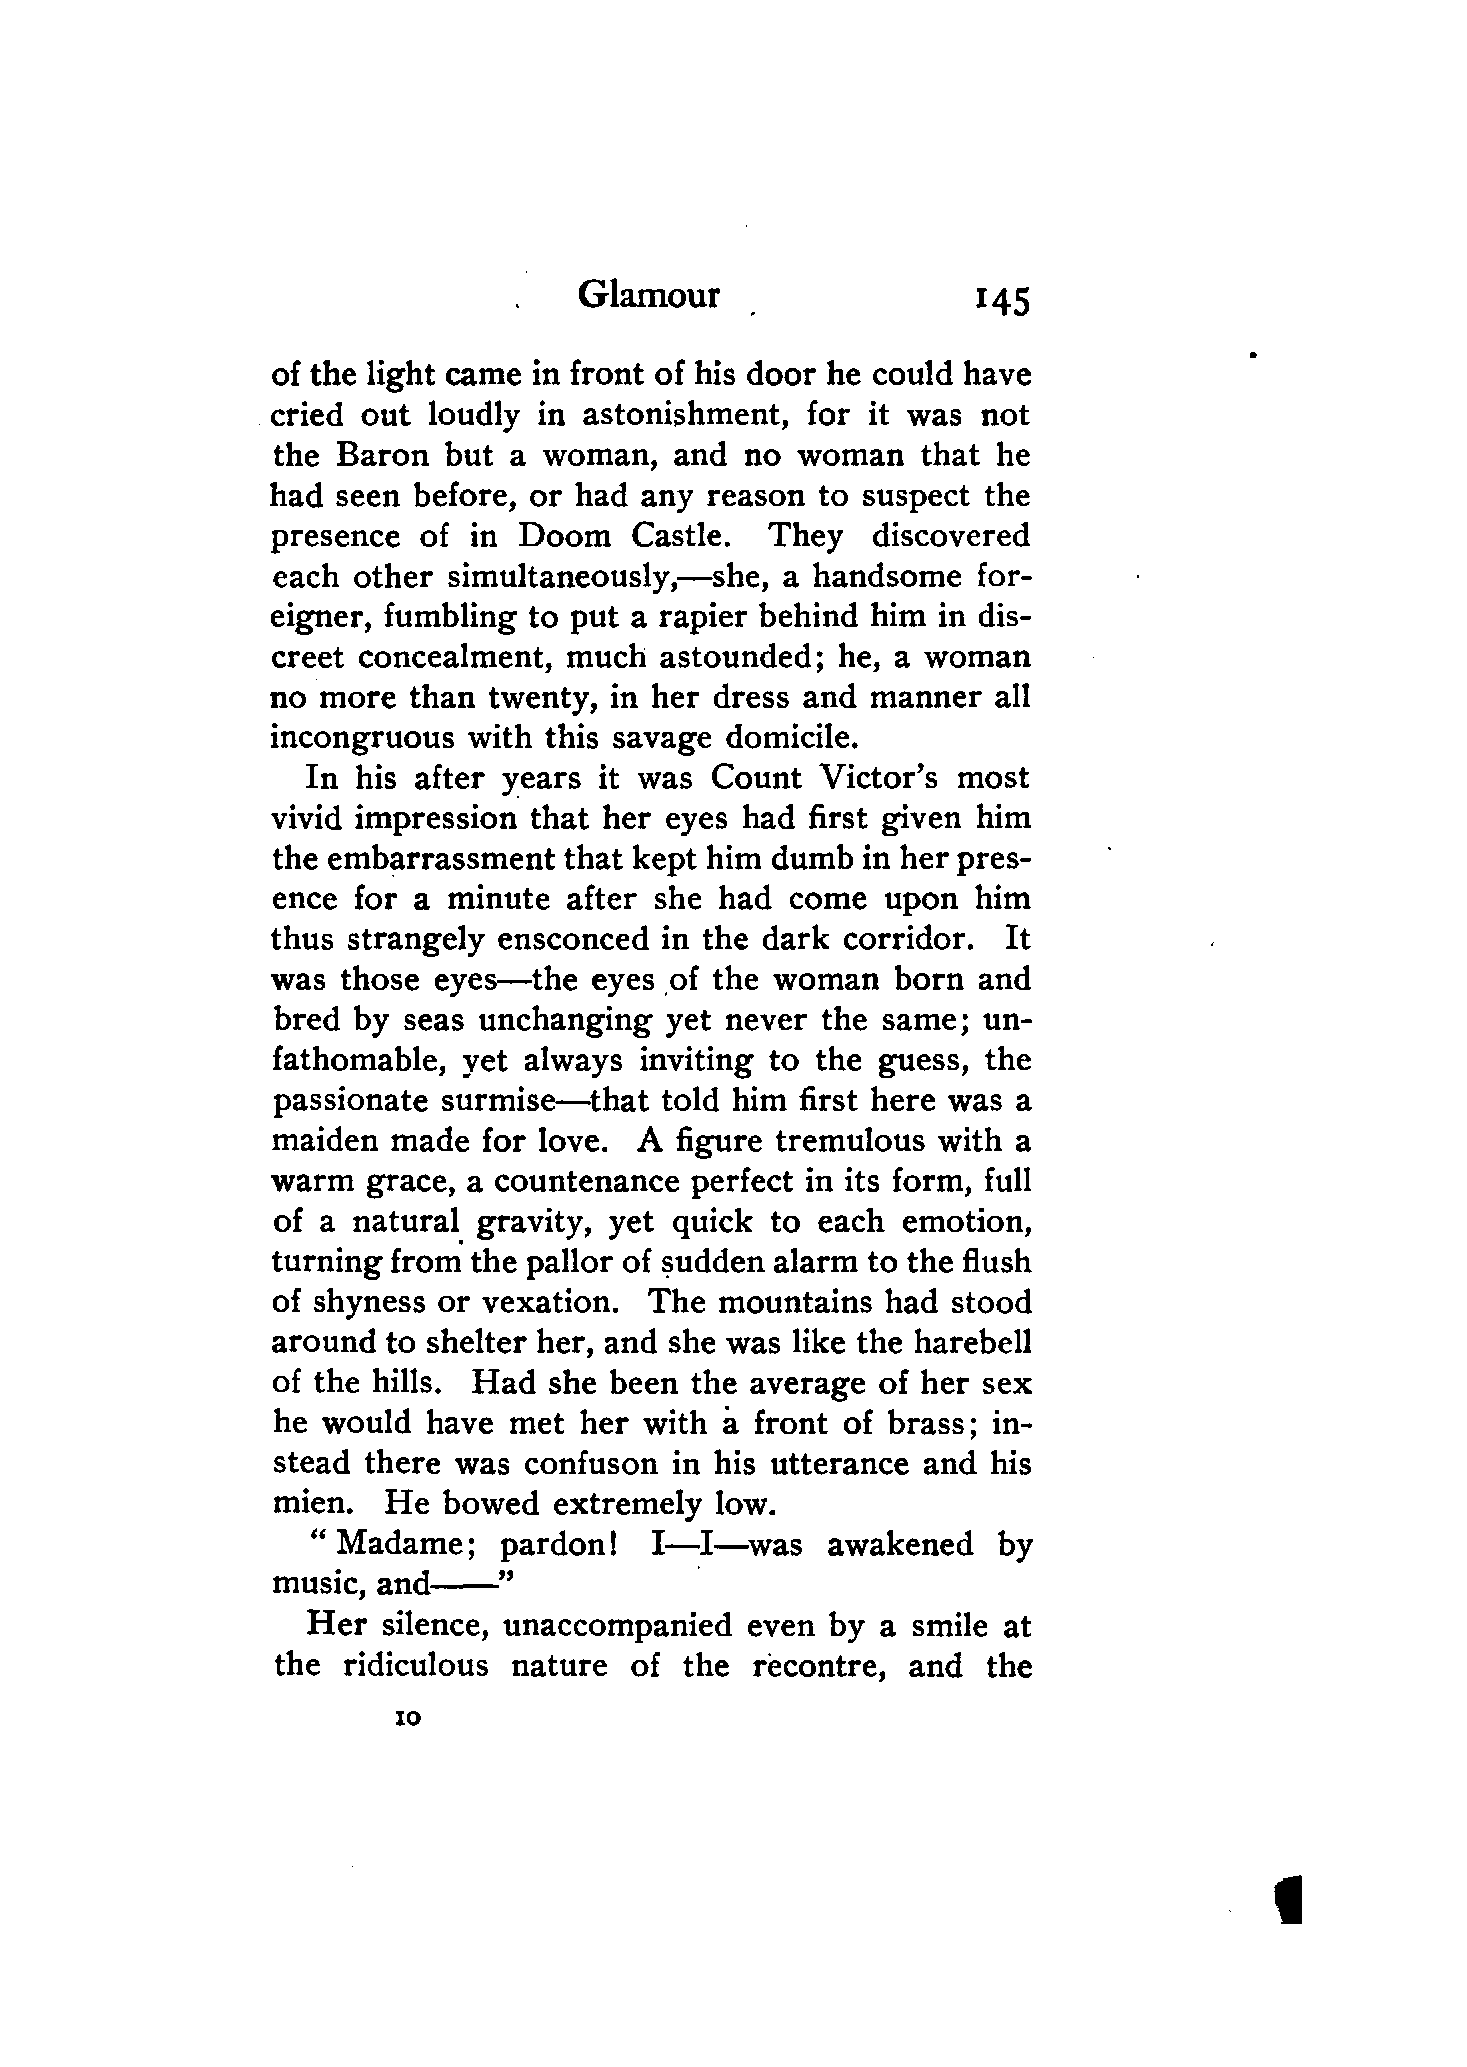 Glamour 145
of the light came in front of his door he could have
cried out loudly in astonishment, for it was not
the Baron but a woman, and no woman that he
had seen before, or had any reason to suspect the
presence of in Doom Castle. They discovered
each other simultaneously,—she, a handsome for-
eigner, fumbling to put a rapier behind him in dis-
creet concealment, much astounded; he, a woman
no more than twenty, in her dress and manner all
incongruous with this savage domicile.
In his after years it was Count Victor's most
vivid impression that her eyes had first given him
the embarrassment that kept him dumb in her pres-
ence for a minute after she had come upon him
thus strangely ensconced in the dark corridor. It
was those eyes—the eyes of the woman born and
bred by seas unchanging yet never the same; un-
fathomable, yet always inviting to the guess, the
passionate surmise—that told him first here was a
maiden made for love. A figure tremulous with a
warm grace, a countenance perfect in its form, full
of a natural gravity, yet quick to each emotion,
turning from the pallor of sudden alarm to the flush
of shyness or vexation. The mountains had stood
around to shelter her, and she was like the harebell
of the hills. Had she been the average of her sex
he would have met her with a front of brass; in-
stead there was confuson in his utterance and his
mien. He bowed extremely low.
"Madame; pardon! I—I—was awakened by
music, and——"
Her silence, unaccompanied even by a smile at
the ridiculous nature of the recontre, and the
10